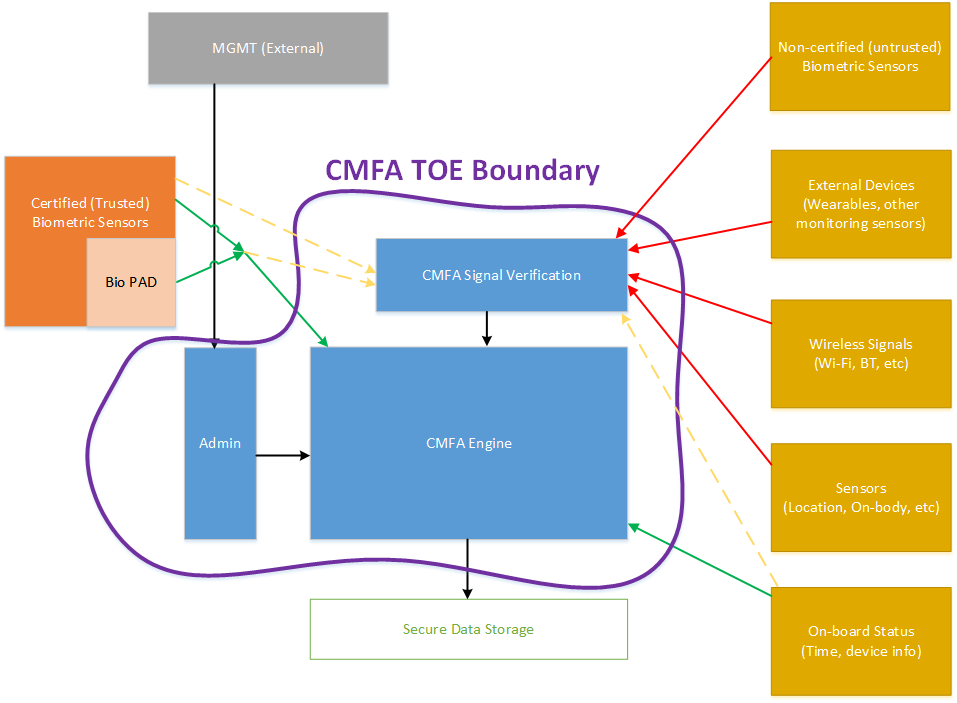 MGMT (External)
Non-certified (untrusted)
Biometric Sensors
CMFA TOE Boundary
Certified (Trusted)
Biometric Sensors
Bio PAD
External Devices
(Wearables, other
monitoring sensors)
CMFA Signal Verification
Wireless Signals
(Wi-Fi, BT, etc)
Admin
CMFA Engine
Sensors
(Location, On-body, etc)
Secure Data Storage
On-board Status
(Time, device info)